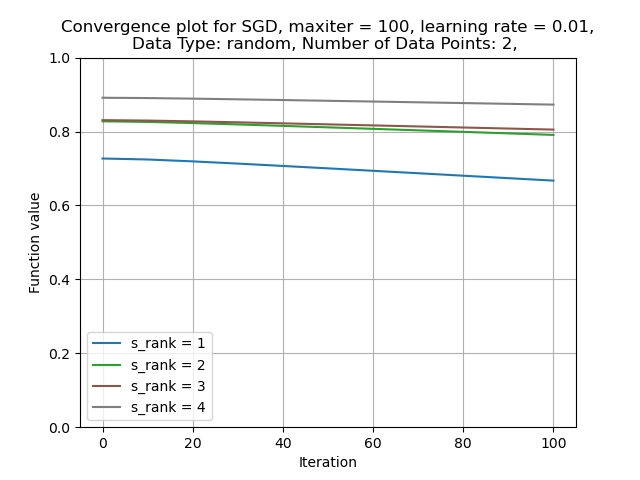 Convergence plot for SGD, maxiter = 100, learning rate = 0.01,
Data Type: random, Number of Data Points: 2,
1.0
0.8
0.6
0.4
0.2
0.0
Function value
s_rank = 1
s_rank = 2
s_rank = 3
s_rank = 4
0 20 40 60 80 100
Iteration